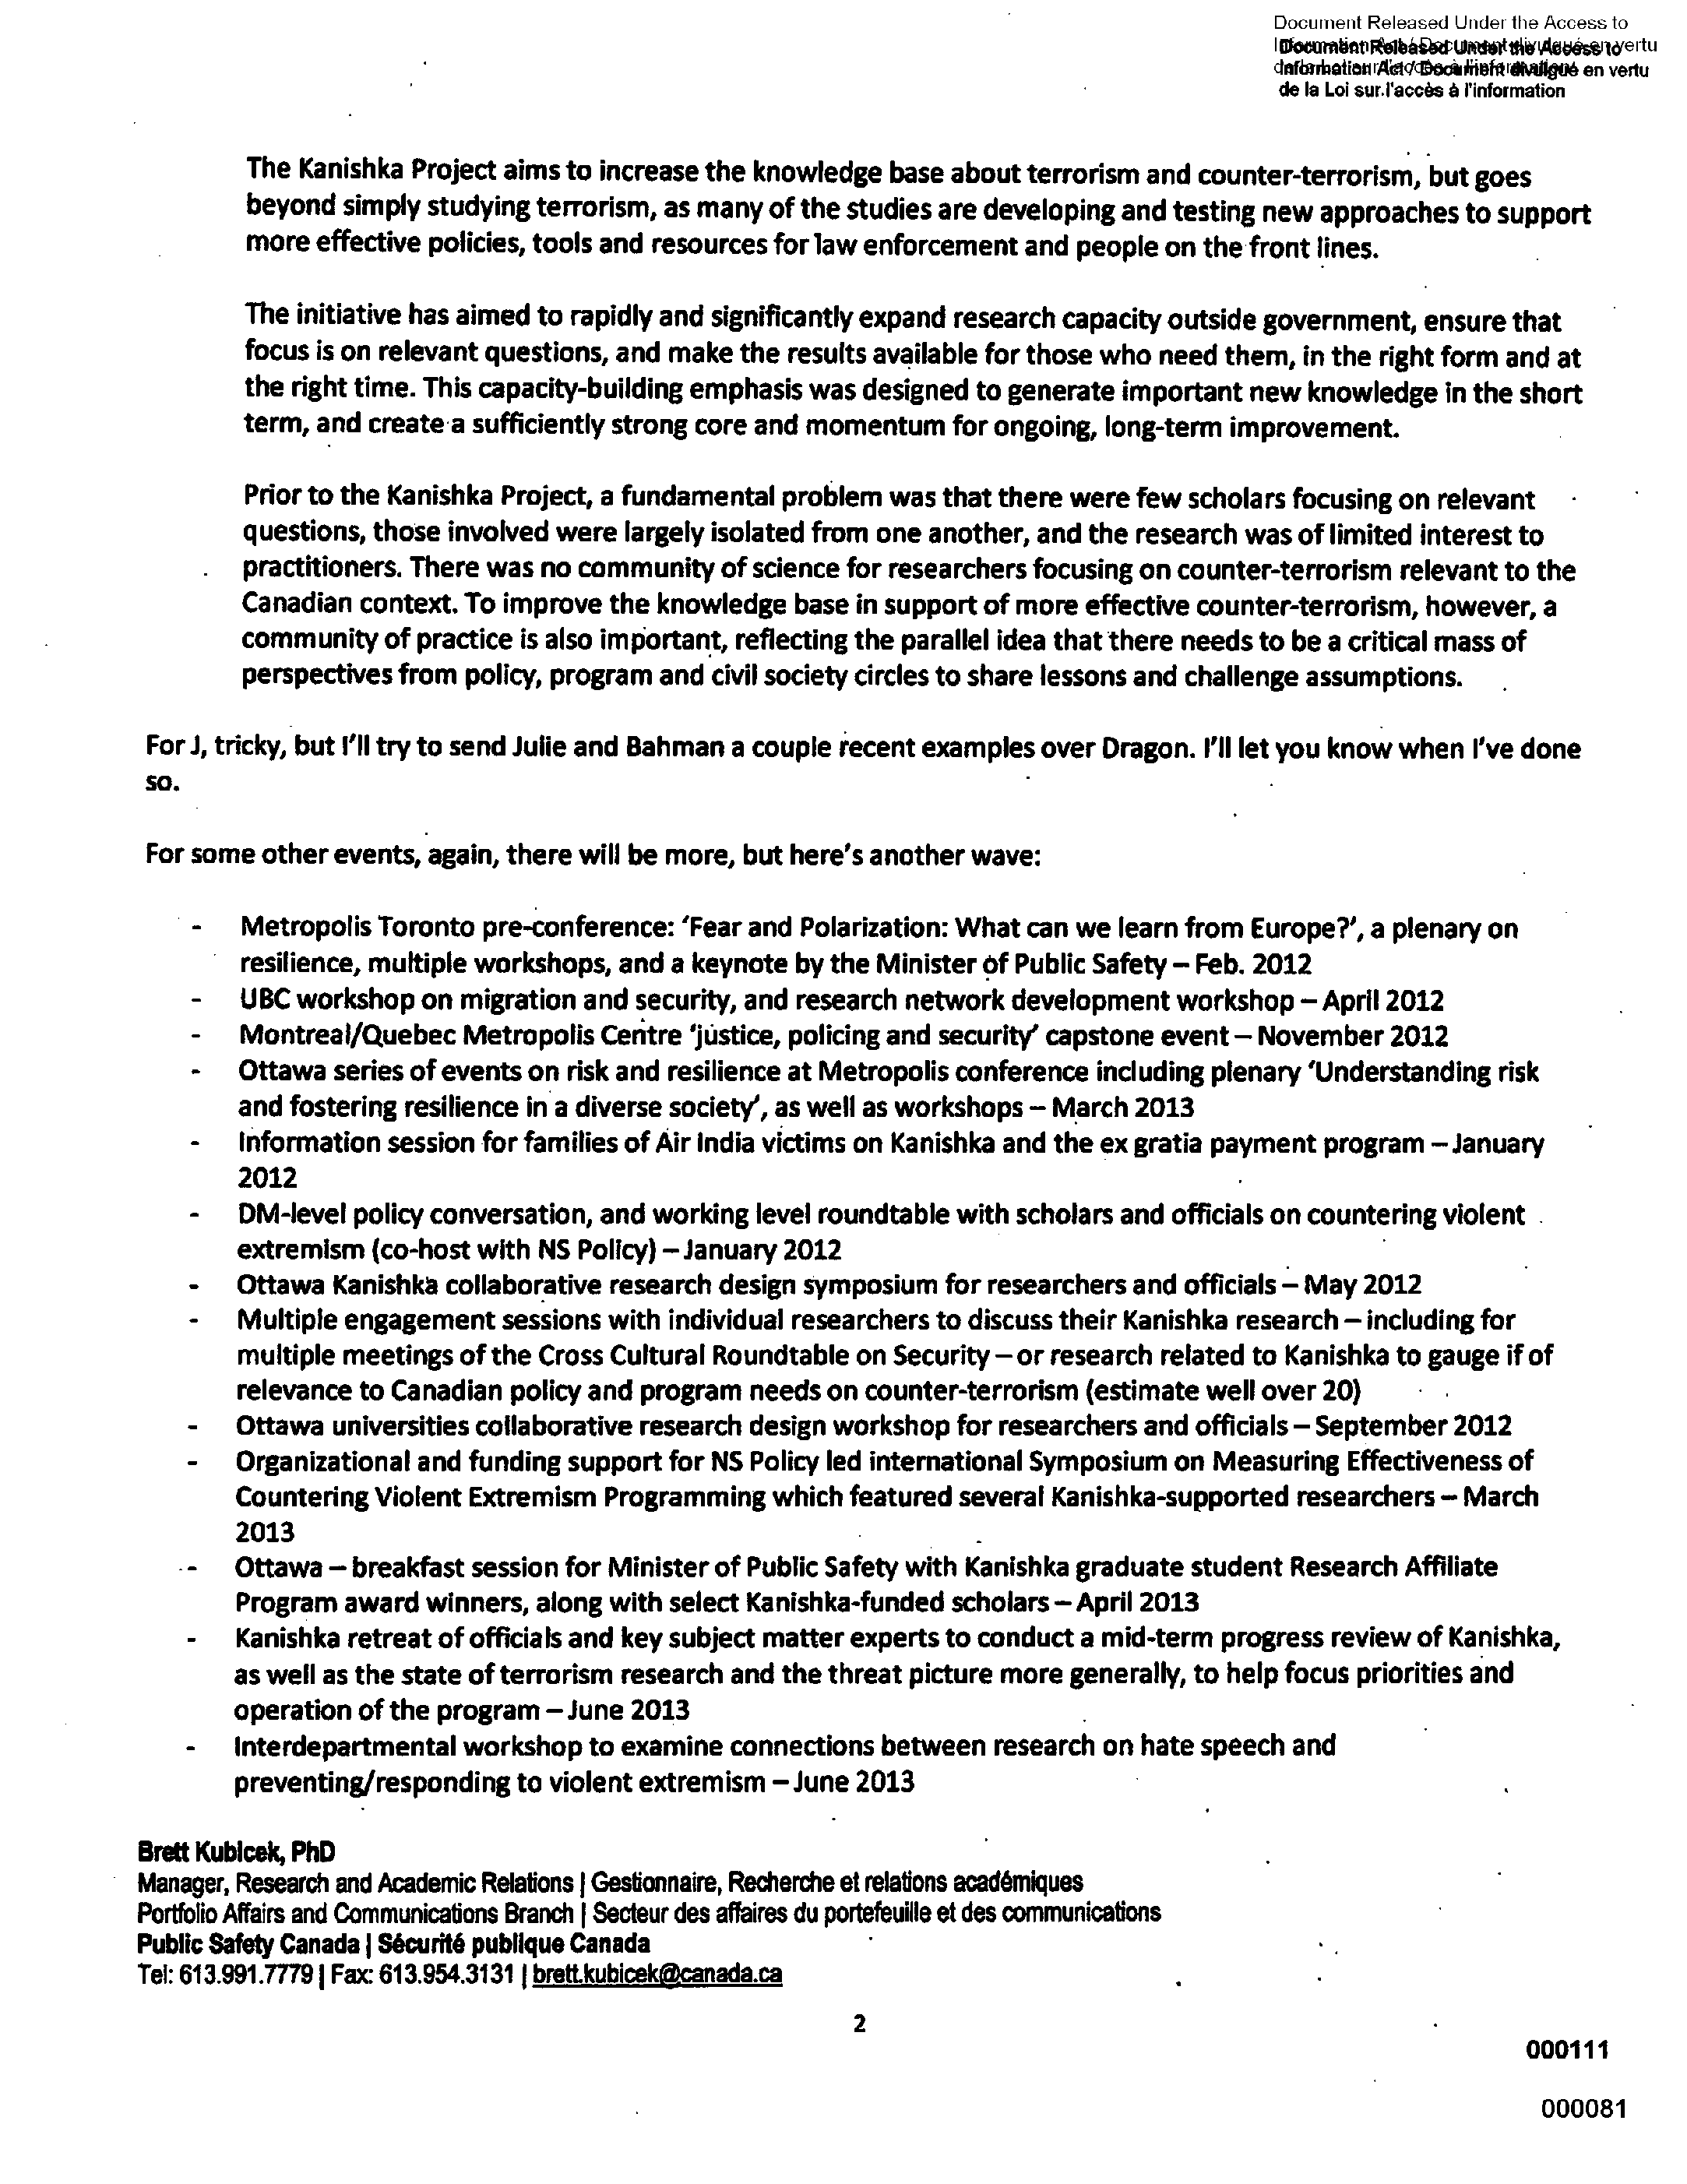 Document Released Under the Access to
Information Act / Document divulgué en vertu
de la Loi sur l'accès à l'information
Document Released Under the Access to
Information Act / Document divulgué en vertu
de la Loi sur l'accès à l'information
The Kanishka Project aims to increase the knowledge base about terrorism and counter-terrorism, but goes
beyond simply studying terrorism, as many of the studies are developing and testing new approaches to support
more effective policies, tools and resources for law enforcement and people on the front lines.
The initiative has aimed to rapidly and significantly expand research capacity outside government, ensure that
focus is on relevant questions, and make the results available for those who need them, in the right form and at
the right time. This capacity-building emphasis was designed to generate important new knowledge in the short
term, and create a sufficiently strong core and momentum for ongoing, long-term improvement.
Prior to the Kanishka Project, a fundamental problem was that there were few scholars focusing on relevant
questions, those involved were largely isolated from one another, and the research was of limited interest to
practitioners. There was no community of science for researchers focusing on counter-terrorism relevant to the
Canadian context. To improve the knowledge base in support of more effective counter-terrorism, however, a
community of practice is also important, reflecting the parallel idea that there needs to be a critical mass of
perspectives from policy, program and civil society circles to share lessons and challenge assumptions.
For J, tricky, but I'll try to send Julie and Bahman a couple recent examples over Dragon. I'll let you know when I've done
so.
For some other events, again, there will be more, but here's another wave:
- Metropolis Toronto pre-conference: 'Fear and Polarization: What can we learn from Europe?', a plenary on
resilience, multiple workshops, and a keynote by the Minister of Public Safety – Feb. 2012
- UBC workshop on migration and security, and research network development workshop – April 2012
- Montreal/Quebec Metropolis Centre 'justice, policing and security' capstone event – November 2012
- Ottawa series of events on risk and resilience at Metropolis conference including plenary 'Understanding risk
and fostering resilience in a diverse society', as well as workshops – March 2013
- Information session for families of Air India victims on Kanishka and the ex gratia payment program – January
2012
- DM-level policy conversation, and working level roundtable with scholars and officials on countering violent
extremism (co-host with NS Policy) – January 2012
- Ottawa Kanishka collaborative research design symposium for researchers and officials – May 2012
- Multiple engagement sessions with individual researchers to discuss their Kanishka research – including for
multiple meetings of the Cross Cultural Roundtable on Security – or research related to Kanishka to gauge if of
relevance to Canadian policy and program needs on counter-terrorism (estimate well over 20)
- Ottawa universities collaborative research design workshop for researchers and officials – September 2012
- Organizational and funding support for NS Policy led international Symposium on Measuring Effectiveness of
Countering Violent Extremism Programming which featured several Kanishka-supported researchers – March
2013
- Ottawa – breakfast session for Minister of Public Safety with Kanishka graduate student Research Affiliate
Program award winners, along with select Kanishka-funded scholars – April 2013
- Kanishka retreat of officials and key subject matter experts to conduct a mid-term progress review of Kanishka,
as well as the state of terrorism research and the threat picture more generally, to help focus priorities and
operation of the program – June 2013
- Interdepartmental workshop to examine connections between research on hate speech and
preventing/responding to violent extremism – June 2013
Brett Kubicek, PhD
Manager, Research and Academic Relations | Gestionnaire, Recherche et relations académiques
Portfolio Affairs and Communications Branch | Secteur des affaires du portefeuille et des communications
Public Safety Canada | Sécurité publique Canada
Tel: 613.991.7779 | Fax: 613.954.3131 | brett.kubicek@canada.ca
2
000111
000081